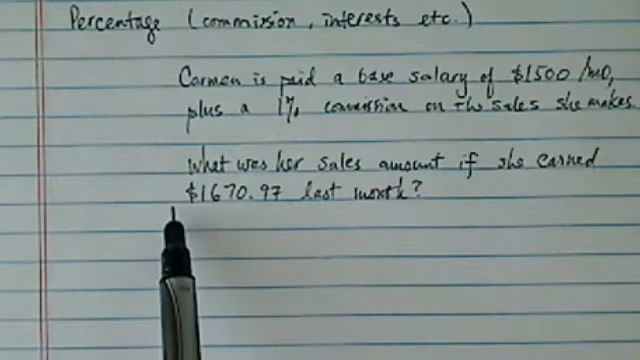 Percentage (commission, interests etc.)
Carmen is paid a base salary of $1500/mo,
plus a 1% commission on the sales she makes.
What was her sales amount if she earned
$1670.97 last month?